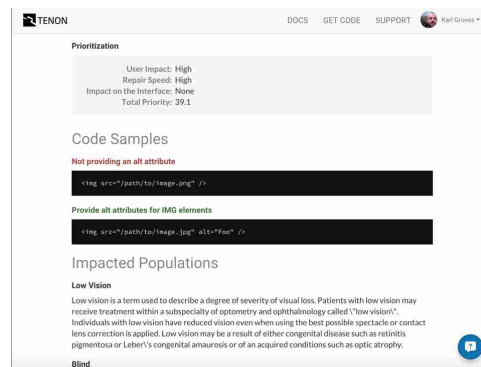 TENON
DOCS GET CODE SUPPORT Karl Groves
Prioritization
User Impact: High
Repair Speed: High
Impact on the Interface: None
Total Priority: 39.1
Code Samples
Not providing an alt attribute
<img src="/path/to/image.png" />
Provide alt attributes for IMG elements
<img src="/path/to/image.jpg" alt="Foo" />
Impacted Populations
Low Vision
Low vision is a term used to describe a degree of severity of visual loss. Patients with low vision may
receive treatment within a subspecialty of optometry and ophthalmology called \"low vision\".
Individuals with low vision have reduced vision even when using the best possible spectacle or contact
lens correction is applied. Low vision may be a result of either congenital disease such as retinitis
pigmentosa or Leber\'s congenital amaurosis or of an acquired conditions such as optic atrophy.
?
Blind